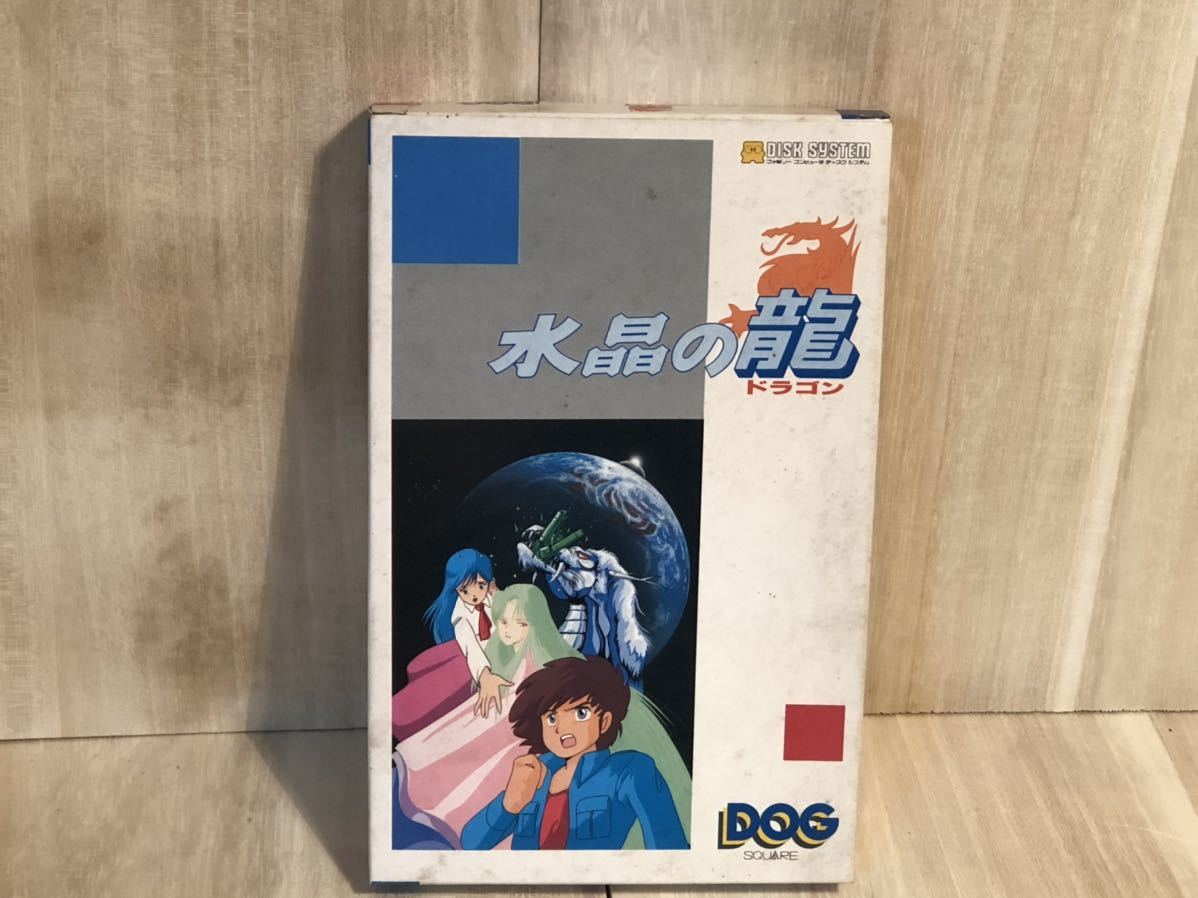 DISK SYSTEM
ファミリー コンピュータ ディスク システム
水晶の龍
ドラゴン
DOG
SQUARE